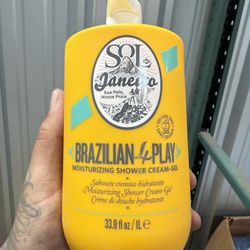 SOL
de
Janeiro
Sua Pele,
Nossa Praia
BRAZILIAN 4 PLAY
MOISTURIZING SHOWER CREAM-GEL
Sabonete cremoso hidratante
Moisturizing Shower Cream-Gel
Crème de douche hydratante
33.8 fl oz / 1L ℮